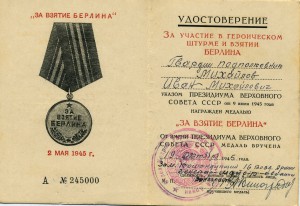 "ЗА ВЗЯТИЕ БЕРЛИНА"
ЗА
ВЗЯТИЕ
БЕРЛИНА
2 МАЯ 1945 г.
А № 245000
УДОСТОВЕРЕНИЕ
ЗА УЧАСТИЕ В ГЕРОИЧЕСКОМ
ШТУРМЕ И ВЗЯТИИ
БЕРЛИНА
Гвардии подполковник
Михайлов
Иван Михайлович
УКАЗОМ ПРЕЗИДИУМА ВЕРХОВНОГО
СОВЕТА СССР от 9 июня 1945 года
НАГРАЖДЕН МЕДАЛЬЮ
"ЗА ВЗЯТИЕ БЕРЛИНА"
ОТ ИМЕНИ ПРЕЗИДИУМА ВЕРХОВНОГО
СОВЕТА СССР МЕДАЛЬ ВРУЧЕНА